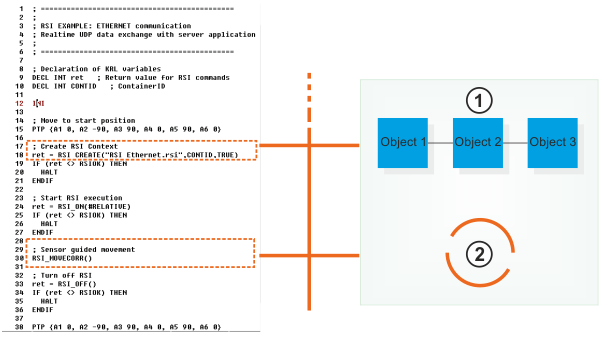 1 ; =============================================
2 ;
3 ; RSI EXAMPLE: ETHERNET communication
4 ; Realtime UDP data exchange with server application
5 ;
6 ; =============================================
7
8 ; Declaration of KRL variables
9 DECL INT ret ; Return value for RSI commands
10 DECL INT CONTID ; ContainerID
11
12 INI
13
14 ; Move to start position
15 PTP {A1 0, A2 -90, A3 90, A4 0, A5 90, A6 0}
16
17 ; Create RSI Context
18 ret = RSI_CREATE("RSI_Ethernet.rsi",CONTID,TRUE)
19 IF (ret <> RSIOK) THEN
20 HALT
21 ENDIF
22
23 ; Start RSI execution
24 ret = RSI_ON(#RELATIVE)
25 IF (ret <> RSIOK) THEN
26 HALT
27 ENDIF
28
29 ; Sensor guided movement
30 RSI_MOVECORR()
31
32 ; Turn off RSI
33 ret = RSI_OFF()
34 IF (ret <> RSIOK) THEN
35 HALT
36 ENDIF
37
38 PTP {A1 0, A2 -90, A3 90, A4 0, A5 90, A6 0}
1
Object 1 Object 2 Object 3
2